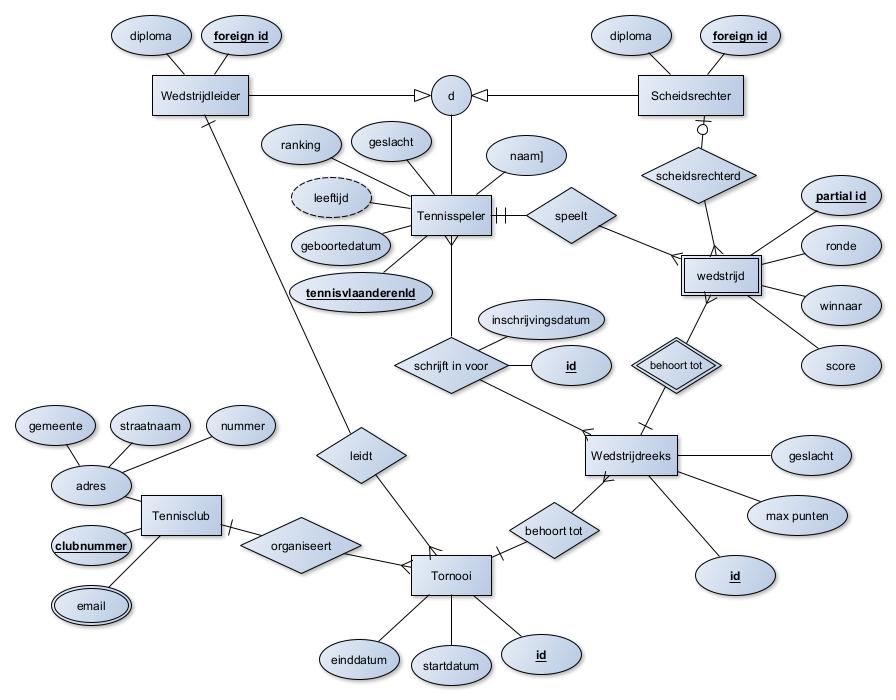 diploma
foreign id
diploma
foreign id
Wedstrijdleider
d
Scheidsrechter
ranking
geslacht
naam]
scheidsrechterd
leeftijd
partial id
Tennisspeler
speelt
geboortedatum
ronde
wedstrijd
tennisvlaanderenId
winnaar
inschrijvingsdatum
schrijft in voor
id
behoort tot
score
gemeente
straatnaam
nummer
leidt
Wedstrijdreeks
geslacht
adres
Tennisclub
max punten
clubnummer
organiseert
behoort tot
email
Tornooi
id
einddatum
startdatum
id